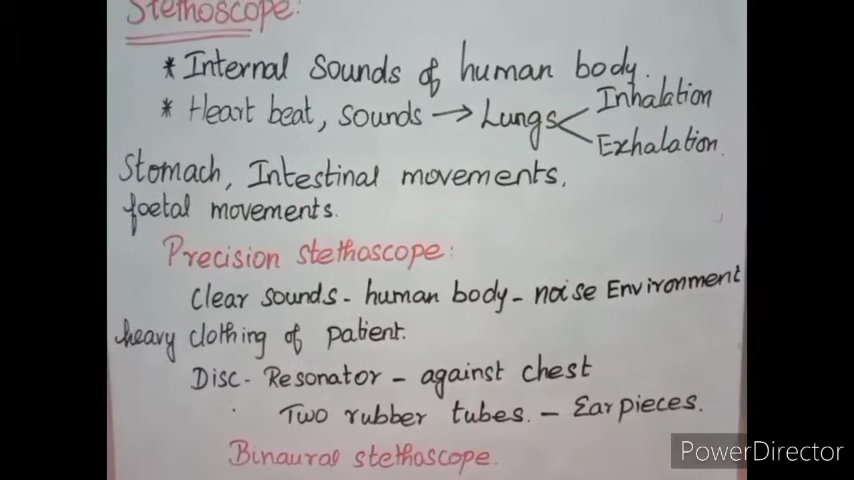 Stethoscope:
* Internal sounds of human body.
* Heart beat, sounds → Lungs < Inhalation
Exhalation.
Stomach, Intestinal movements,
foetal movements.
Precision stethoscope:
Clear sounds - human body - noise Environment
heavy clothing of patient.
Disc - Resonator - against chest
Two rubber tubes. - Ear pieces.
Binaural stethoscope.
PowerDirector